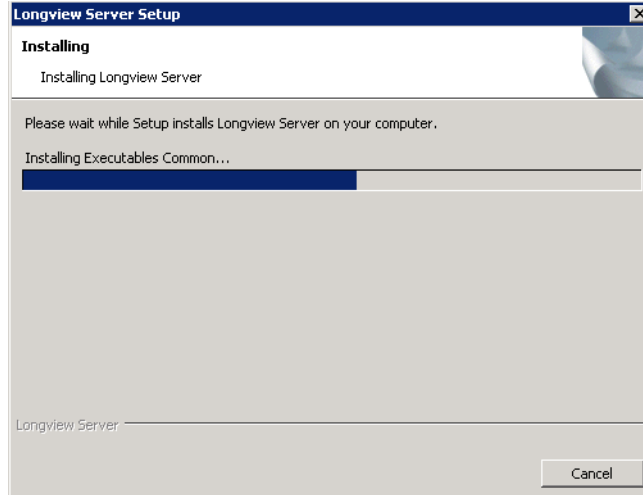 Longview Server Setup
Installing
Installing Longview Server
Please wait while Setup installs Longview Server on your computer.
Installing Executables Common...
Longview Server
Cancel